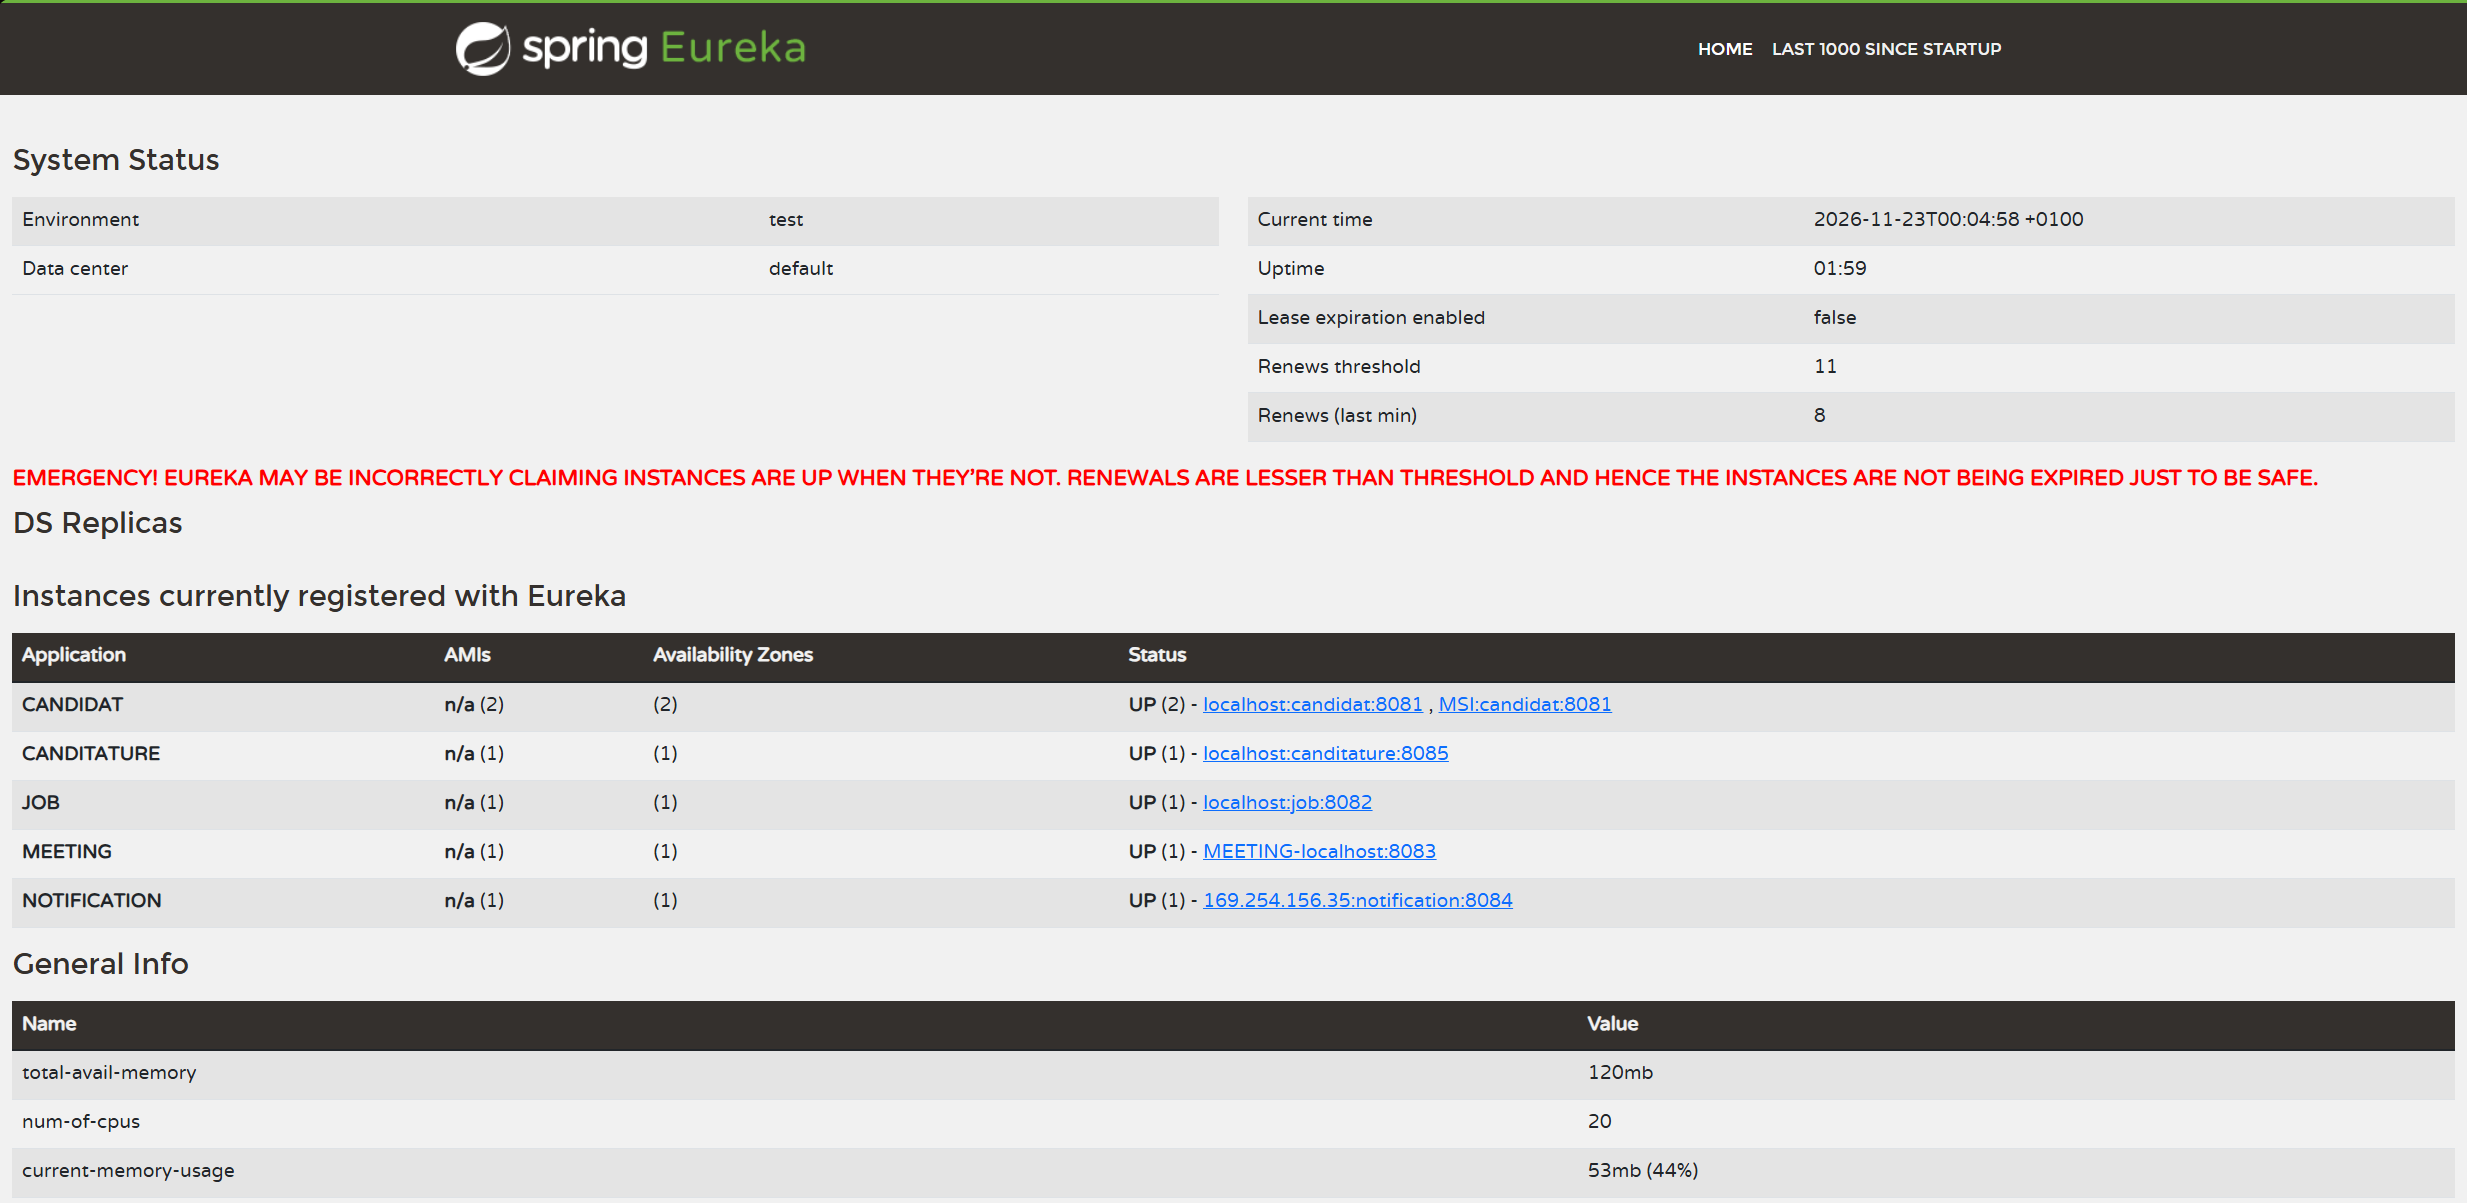 spring Eureka
HOME LAST 1000 SINCE STARTUP
System Status
Environment test
Data center default
Current time 2026-11-23T00:04:58 +0100
Uptime 01:59
Lease expiration enabled false
Renews threshold 11
Renews (last min) 8
EMERGENCY! EUREKA MAY BE INCORRECTLY CLAIMING INSTANCES ARE UP WHEN THEY'RE NOT. RENEWALS ARE LESSER THAN THRESHOLD AND HENCE THE INSTANCES ARE NOT BEING EXPIRED JUST TO BE SAFE.
DS Replicas
Instances currently registered with Eureka
Application AMIs Availability Zones Status
CANDIDAT n/a (2) (2) UP (2) - localhost:candidat:8081 , MSI:candidat:8081
CANDITATURE n/a (1) (1) UP (1) - localhost:canditature:8085
JOB n/a (1) (1) UP (1) - localhost:job:8082
MEETING n/a (1) (1) UP (1) - MEETING-localhost:8083
NOTIFICATION n/a (1) (1) UP (1) - 169.254.156.35:notification:8084
General Info
Name Value
total-avail-memory 120mb
num-of-cpus 20
current-memory-usage 53mb (44%)